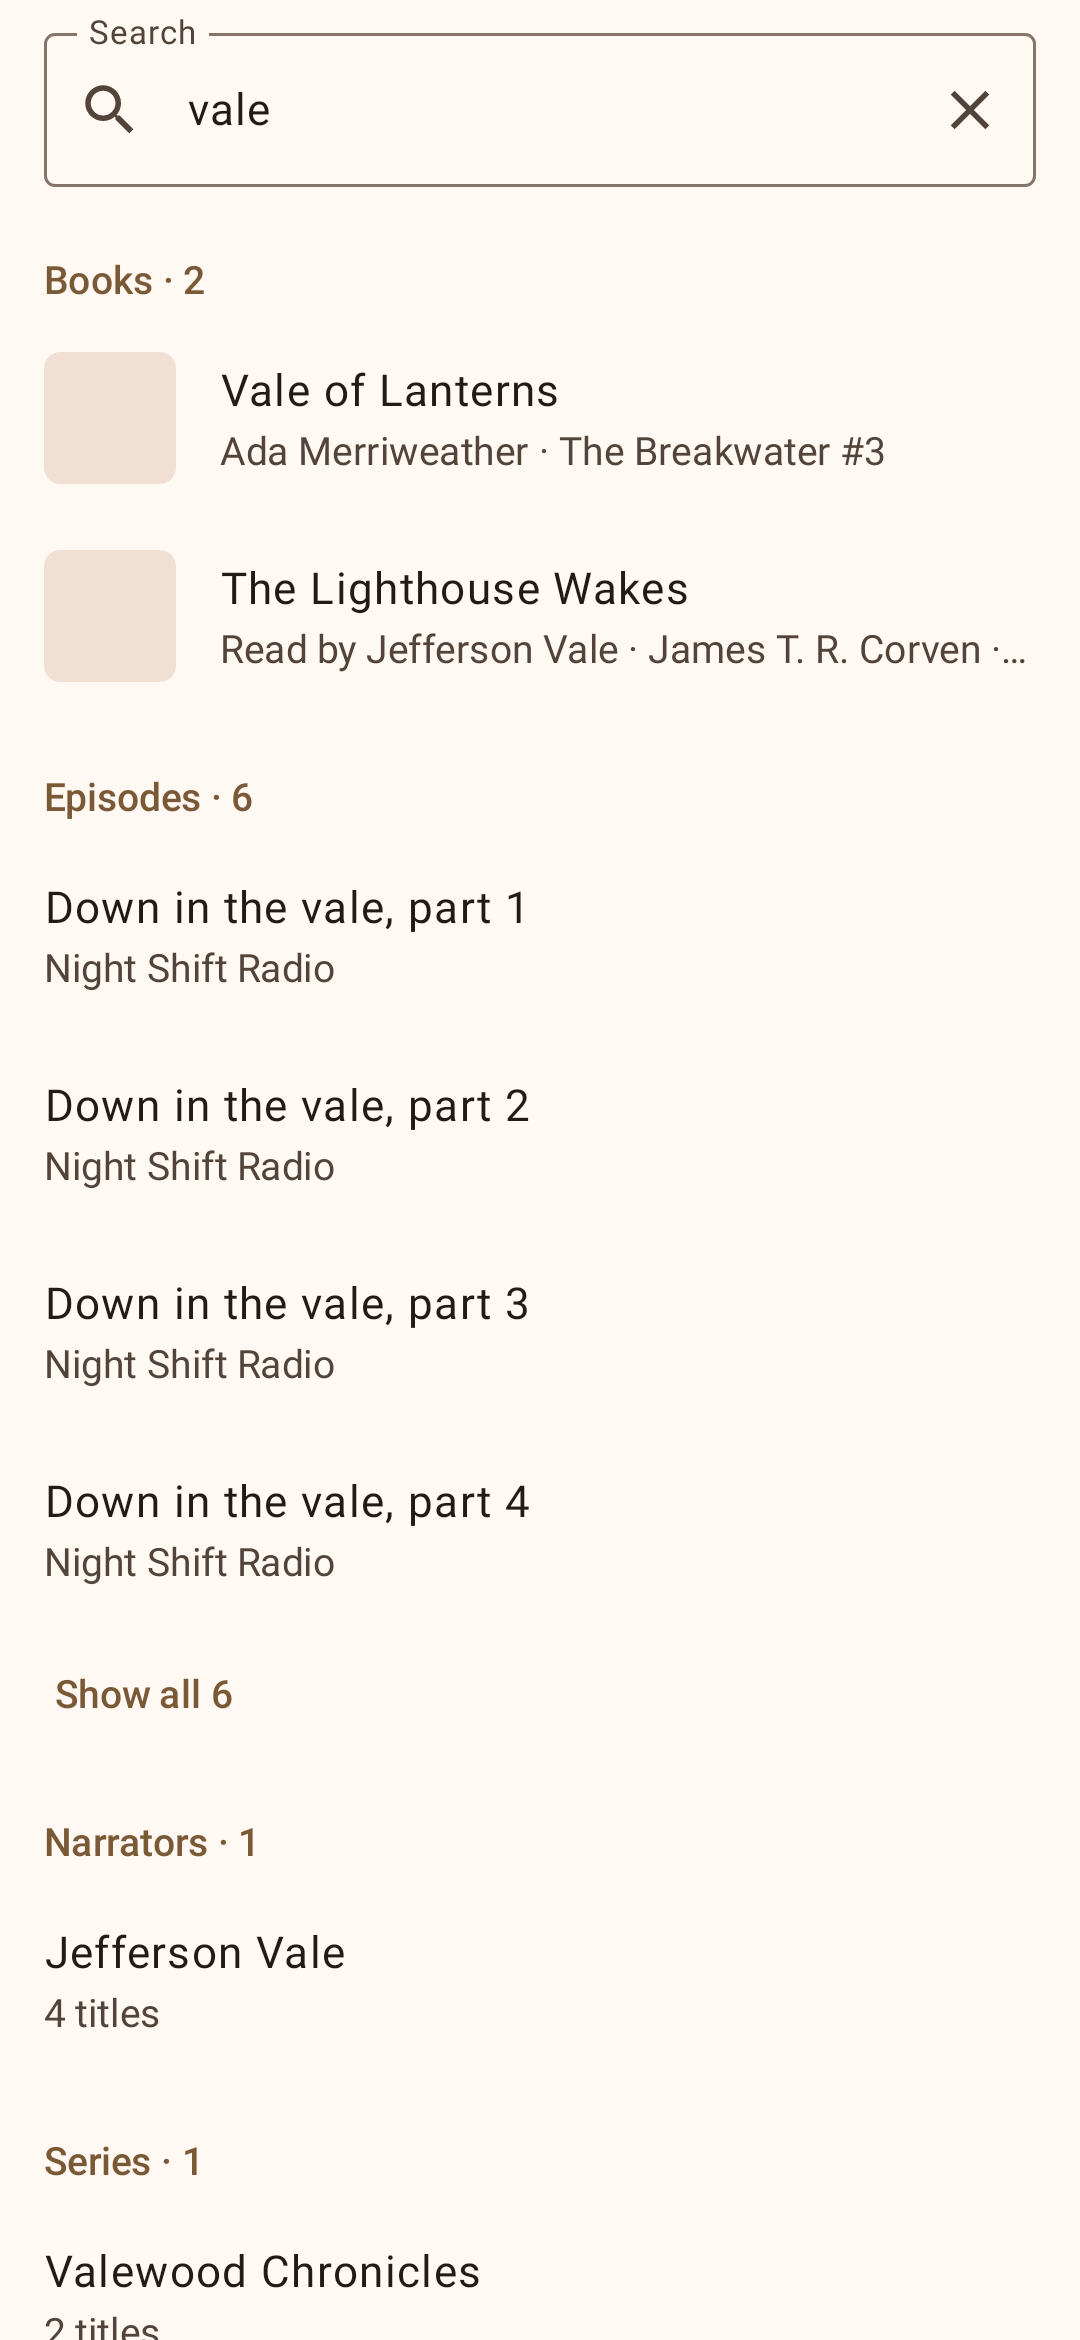 Search
vale
Books · 2
Vale of Lanterns
Ada Merriweather · The Breakwater #3
The Lighthouse Wakes
Read by Jefferson Vale · James T. R. Corven ·…
Episodes · 6
Down in the vale, part 1
Night Shift Radio
Down in the vale, part 2
Night Shift Radio
Down in the vale, part 3
Night Shift Radio
Down in the vale, part 4
Night Shift Radio
Show all 6
Narrators · 1
Jefferson Vale
4 titles
Series · 1
Valewood Chronicles
2 titles